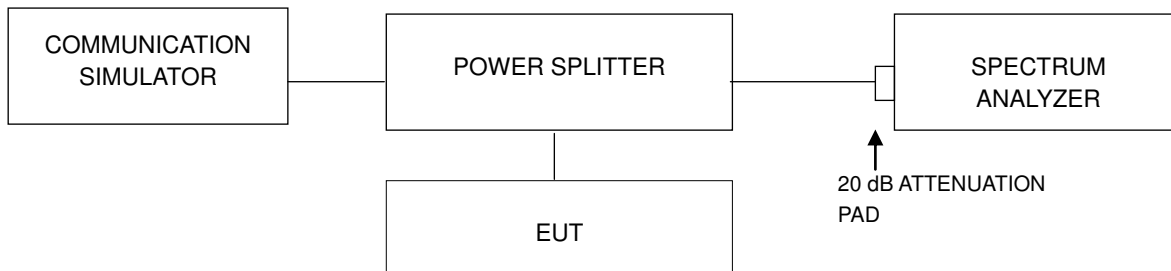 COMMUNICATION
SIMULATOR
POWER SPLITTER
SPECTRUM
ANALYZER
20 dB ATTENUATION
PAD
EUT